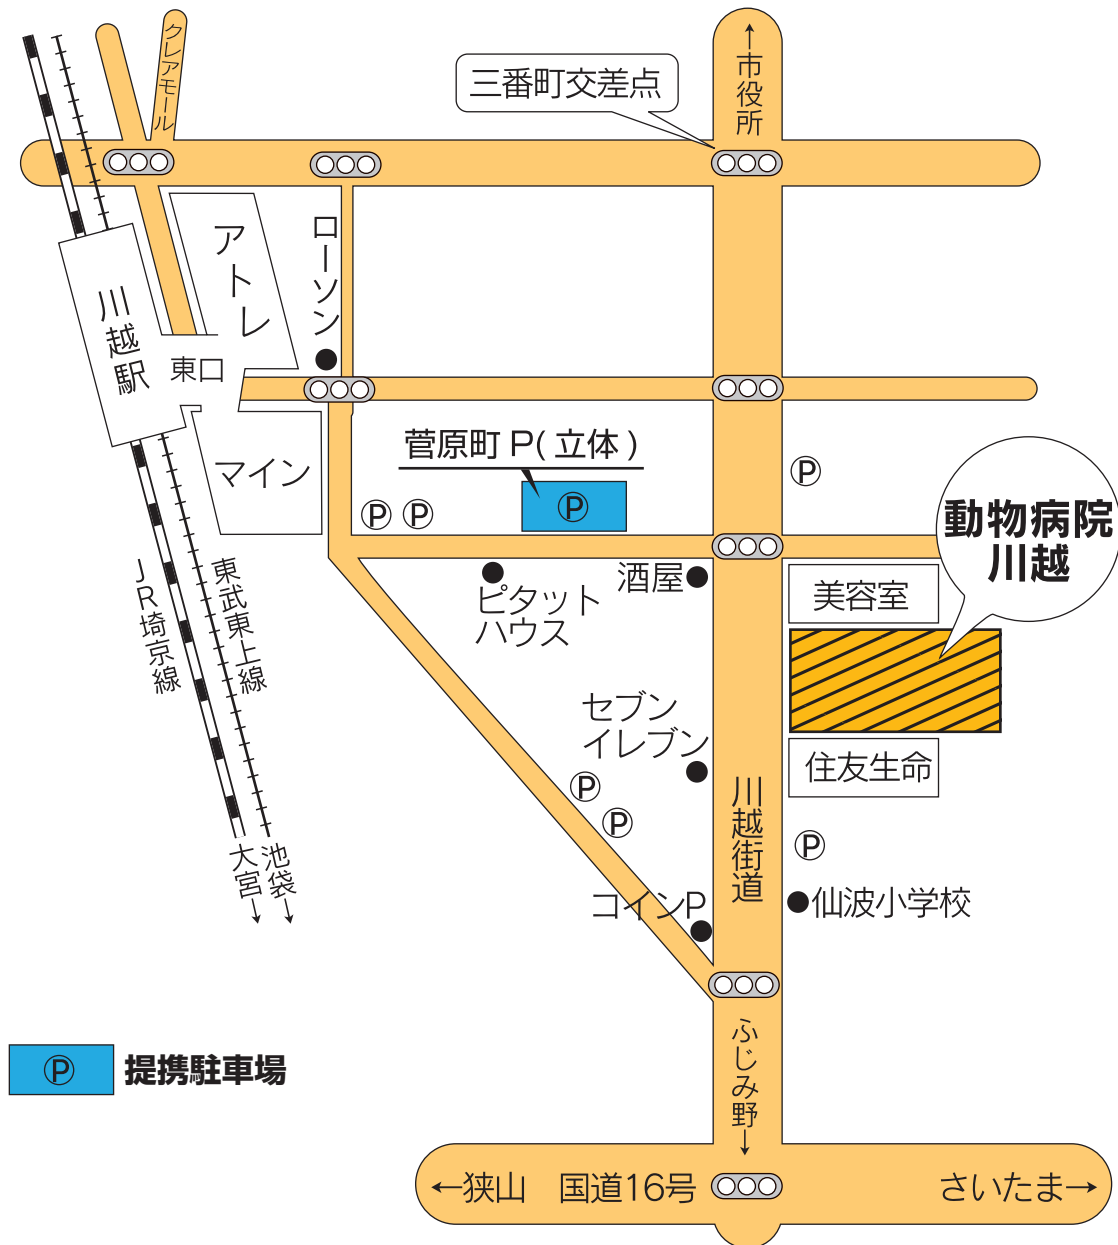 クレアモール
↑市役所
三番町交差点
アトレ
ローソン
川越駅
東口
マイン
菅原町 P(立体)
Ⓟ
Ⓟ
Ⓟ Ⓟ
動物病院
川越
酒屋
美容室
ピタット
ハウス
JR埼京線
東武東上線
セブン
イレブン
住友生命
Ⓟ
Ⓟ
川越街道
Ⓟ
大宮↓
池袋↓
コインP
仙波小学校
ふじみ野↓
Ⓟ 提携駐車場
←狭山 国道16号
さいたま→